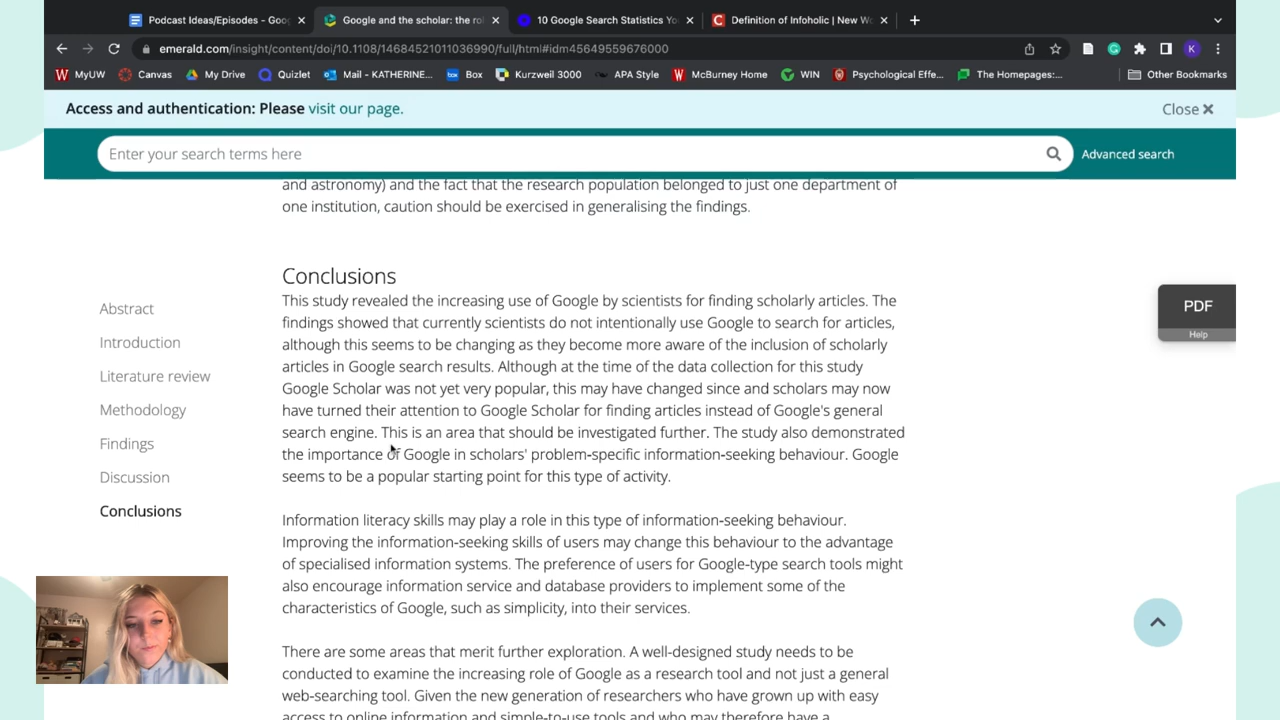 Podcast Ideas/Episodes - Goog
Google and the scholar: the rol
10 Google Search Statistics Yo
Definition of Infoholic | New Wo
emerald.com/insight/content/doi/10.1108/14684521011036990/full/html#idm45649559676000
K
MyUW
Canvas
My Drive
Quizlet
Mail - KATHERINE...
Box
Kurzweil 3000
APA Style
McBurney Home
WIN
Psychological Effe...
The Homepages:...
Other Bookmarks
Access and authentication: Please visit our page.
Close
Enter your search terms here
Advanced search
and astronomy) and the fact that the research population belonged to just one department of
one institution, caution should be exercised in generalising the findings.
Abstract
Introduction
Literature review
Methodology
Findings
Discussion
Conclusions
Conclusions
This study revealed the increasing use of Google by scientists for finding scholarly articles. The
findings showed that currently scientists do not intentionally use Google to search for articles,
although this seems to be changing as they become more aware of the inclusion of scholarly
articles in Google search results. Although at the time of the data collection for this study
Google Scholar was not yet very popular, this may have changed since and scholars may now
have turned their attention to Google Scholar for finding articles instead of Google's general
search engine. This is an area that should be investigated further. The study also demonstrated
the importance of Google in scholars' problem-specific information-seeking behaviour. Google
seems to be a popular starting point for this type of activity.
Information literacy skills may play a role in this type of information-seeking behaviour.
Improving the information-seeking skills of users may change this behaviour to the advantage
of specialised information systems. The preference of users for Google-type search tools might
also encourage information service and database providers to implement some of the
characteristics of Google, such as simplicity, into their services.
There are some areas that merit further exploration. A well-designed study needs to be
conducted to examine the increasing role of Google as a research tool and not just a general
web-searching tool. Given the new generation of researchers who have grown up with easy
access to online information and simple-to-use tools and who may therefore have a
PDF
Help